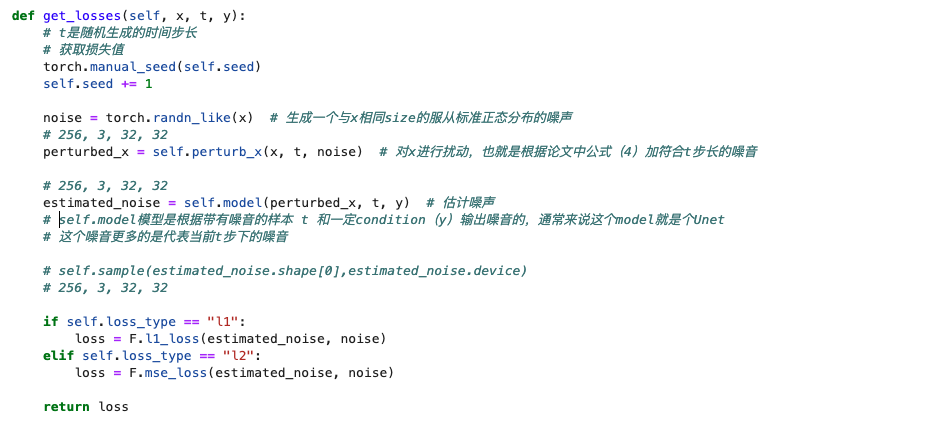 def get_losses(self, x, t, y):
    # t是随机生成的时间步长
    # 获取损失值
    torch.manual_seed(self.seed)
    self.seed += 1

    noise = torch.randn_like(x)  # 生成一个与x相同size的服从标准正态分布的噪声
    # 256, 3, 32, 32
    perturbed_x = self.perturb_x(x, t, noise)  # 对x进行扰动，也就是根据论文中公式（4）加符合t步长的噪音

    # 256, 3, 32, 32
    estimated_noise = self.model(perturbed_x, t, y)  # 估计噪声
    # self.model模型是根据带有噪音的样本 t 和一定condition（y）输出噪音的，通常来说这个model就是个Unet
    # 这个噪音更多的是代表当前t步下的噪音

    # self.sample(estimated_noise.shape[0],estimated_noise.device)
    # 256, 3, 32, 32

    if self.loss_type == "l1":
        loss = F.l1_loss(estimated_noise, noise)
    elif self.loss_type == "l2":
        loss = F.mse_loss(estimated_noise, noise)

    return loss